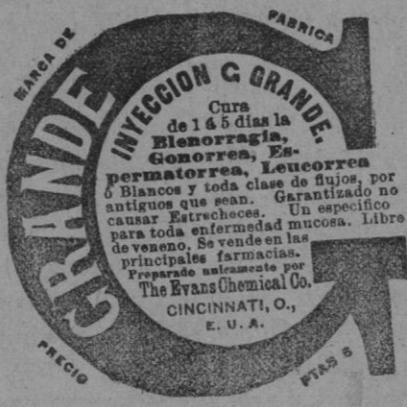 MARCA DE
FABRICA
GRANDE
INYECCION G GRANDE.
Cura
de 1 á 5 dias la
Blenorragia,
Gonorrea, Es-
permatorrea, Leucorrea
ó Blancos y toda clase de flujos, por
antiguos que sean. Garantizado no
causar Estrecheces. Un especifico
para toda enfermedad mucosa. Libre
de veneno. Se vende en las
principales farmacias.
Preparado unicamente por
The Evans Chemical Co.
CINCINNATI, O.,
E. U. A.
PRECIO
PTAS 6